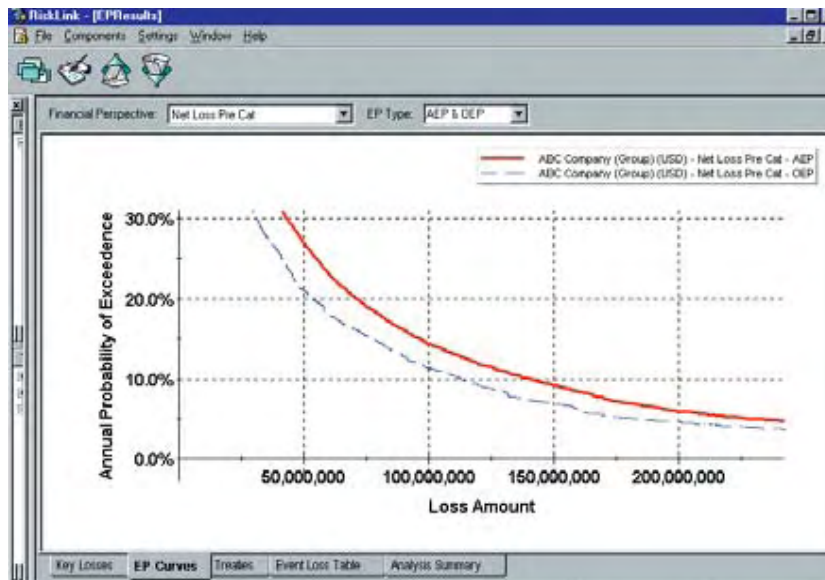 RiskLink - [EPResults]
File Components Settings Window Help
Financial Perspective: Net Loss Pre Cat EP Type: AEP & OEP
ABC Company (Group) (USD) - Net Loss Pre Cat - AEP
ABC Company (Group) (USD) - Net Loss Pre Cat - OEP
Annual Probability of Exceedence
30.0%
20.0%
10.0%
0.0%
50,000,000 100,000,000 150,000,000 200,000,000
Loss Amount
Key Losses EP Curves Treaties Event Loss Table Analysis Summary